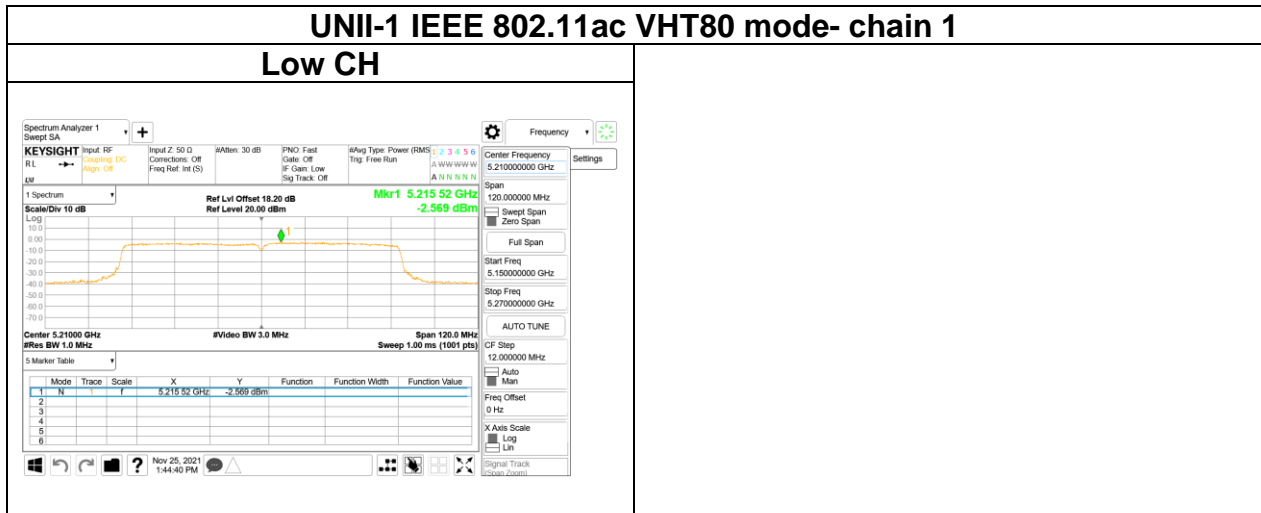 UNII-1 IEEE 802.11ac VHT80 mode- chain 1
Low CH
Spectrum Analyzer 1
Swept SA
Frequency
Settings
KEYSIGHT
RL
Input: RF
Coupling: DC
Align: Off
Input Z: 50 Ω
Corrections: Off
Freq Ref: Int (S)
#Atten: 30 dB
PNO: Fast
Gate: Off
IF Gain: Low
Sig Track: Off
#Avg Type: Power (RMS
Trig: Free Run
1 2 3 4 5 6
A W W W W W
A N N N N N
1 Spectrum
Scale/Div 10 dB
Ref Lvl Offset 18.20 dB
Ref Level 20.00 dBm
Mkr1 5.215 52 GHz
-2.569 dBm
Log
10.0
0.00
-10.0
-20.0
-30.0
-40.0
-50.0
-60.0
-70.0
1
Center 5.21000 GHz
#Res BW 1.0 MHz
#Video BW 3.0 MHz
Span 120.0 MHz
Sweep 1.00 ms (1001 pts)
5 Marker Table
Mode Trace Scale X Y Function Function Width Function Value
1 N 1 f 5.215 52 GHz -2.569 dBm
2
3
4
5
6
Center Frequency
5.210000000 GHz
Span
120.000000 MHz
Swept Span
Zero Span
Full Span
Start Freq
5.150000000 GHz
Stop Freq
5.270000000 GHz
AUTO TUNE
CF Step
12.000000 MHz
Auto
Man
Freq Offset
0 Hz
X Axis Scale
Log
Lin
Signal Track
(Span Zoom)
?
Nov 25, 2021
1:44:40 PM